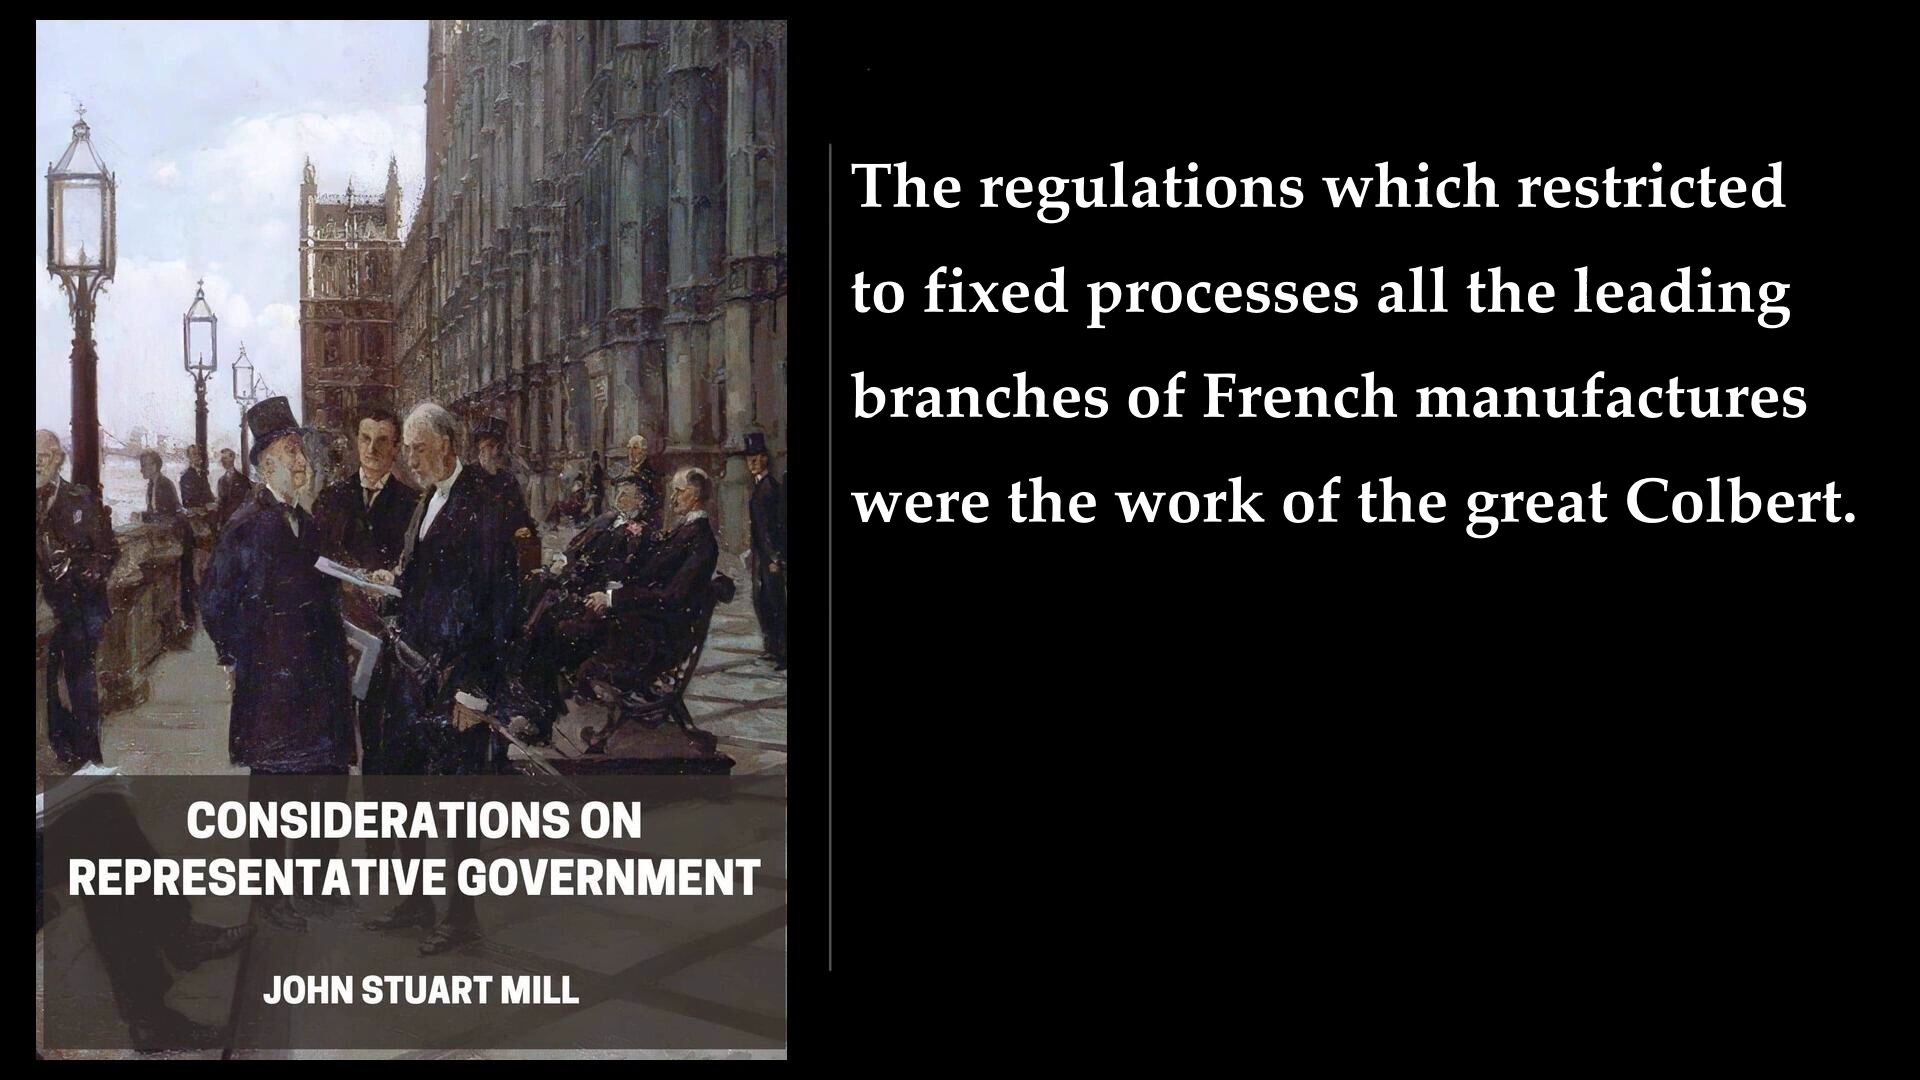 The regulations which restricted
to fixed processes all the leading
branches of French manufactures
were the work of the great Colbert.
CONSIDERATIONS ON
REPRESENTATIVE GOVERNMENT
JOHN STUART MILL